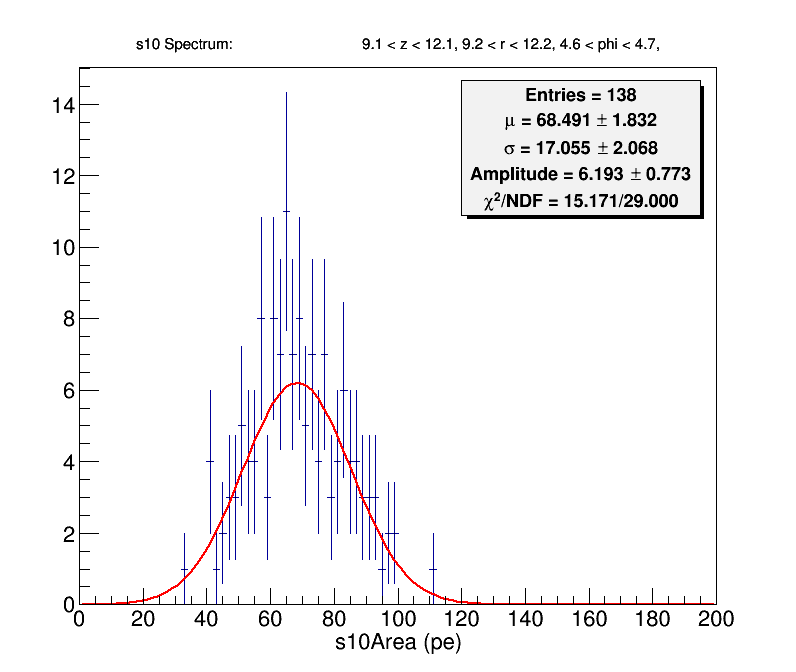 s10 Spectrum: 9.1 < z < 12.1, 9.2 < r < 12.2, 4.6 < phi < 4.7,
Entries = 138
μ = 68.491 ± 1.832
σ = 17.055 ± 2.068
Amplitude = 6.193 ± 0.773
χ²/NDF = 15.171/29.000
14
12
10
8
6
4
2
0
0 20 40 60 80 100 120 140 160 180 200
s10Area (pe)